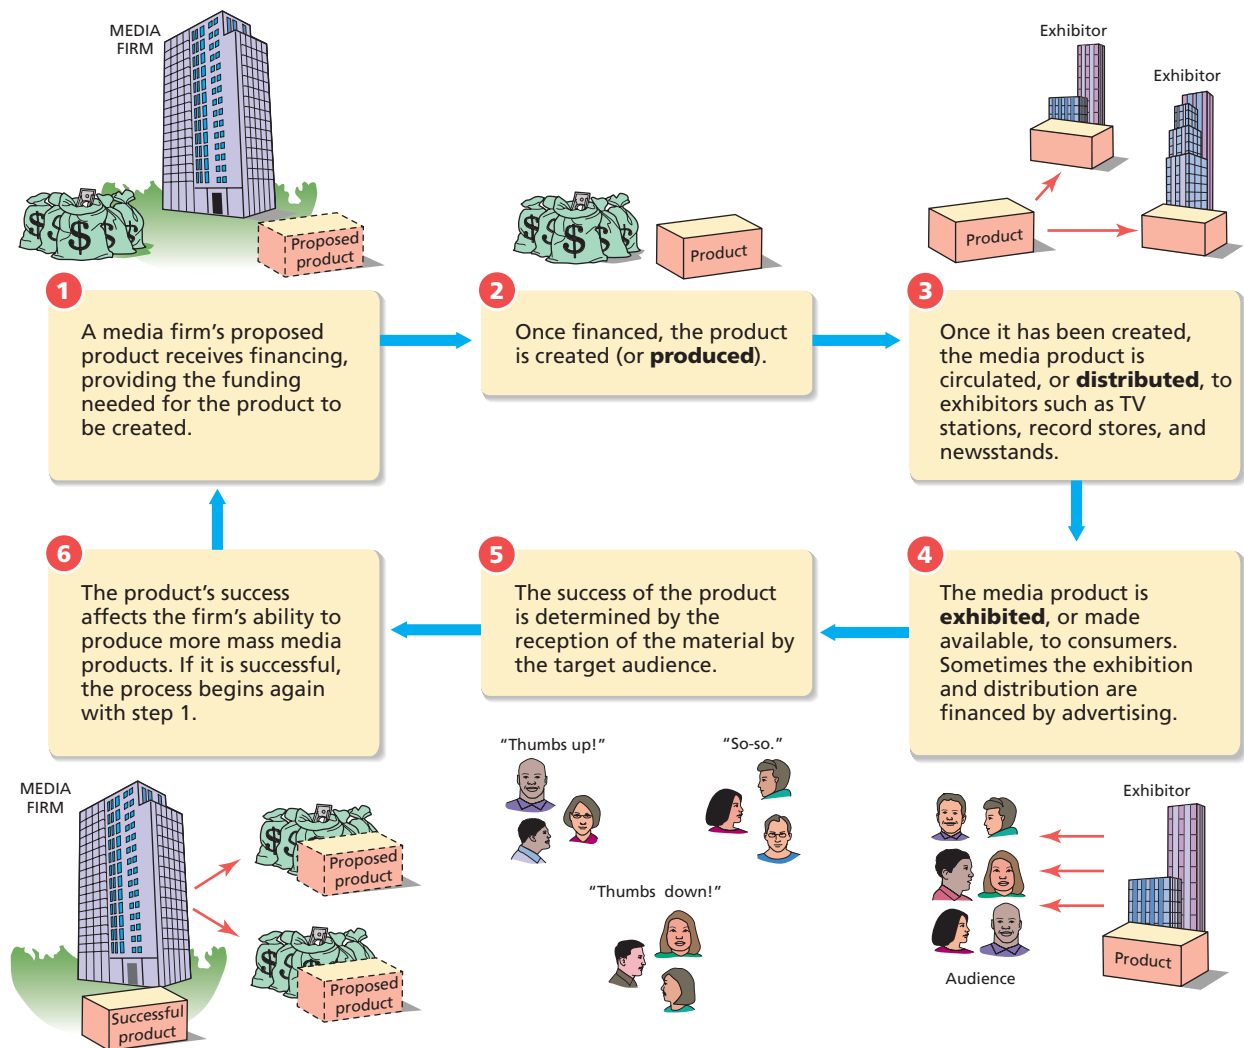 MEDIA
FIRM
$ $ $ $ $
Proposed
product
$ $ $ $ $
Product
Exhibitor
Exhibitor
Product
1
A media firm’s proposed
product receives financing,
providing the funding
needed for the product to
be created.
2
Once financed, the product
is created (or produced).
3
Once it has been created,
the media product is
circulated, or distributed, to
exhibitors such as TV
stations, record stores, and
newsstands.
4
The media product is
exhibited, or made
available, to consumers.
Sometimes the exhibition
and distribution are
financed by advertising.
Exhibitor
Product
Audience
5
The success of the product
is determined by the
reception of the material by
the target audience.
“Thumbs up!”
“So-so.”
“Thumbs down!”
6
The product’s success
affects the firm’s ability to
produce more mass media
products. If it is successful,
the process begins again
with step 1.
MEDIA
FIRM
Successful
product
$ $
Proposed
product
$ $
Proposed
product